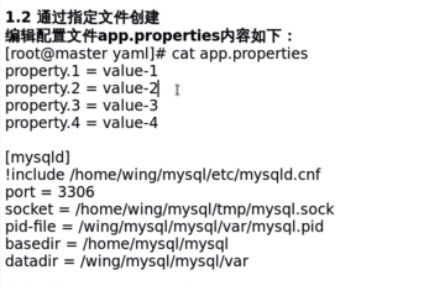 1.2 通过指定文件创建
编辑配置文件app.properties内容如下：
[root@master yaml]# cat app.properties
property.1 = value-1
property.2 = value-2
property.3 = value-3
property.4 = value-4
[mysqld]
!include /home/wing/mysql/etc/mysqld.cnf
port = 3306
socket = /home/wing/mysql/tmp/mysql.sock
pid-file = /wing/mysql/mysql/var/mysql.pid
basedir = /home/mysql/mysql
datadir = /wing/mysql/mysql/var